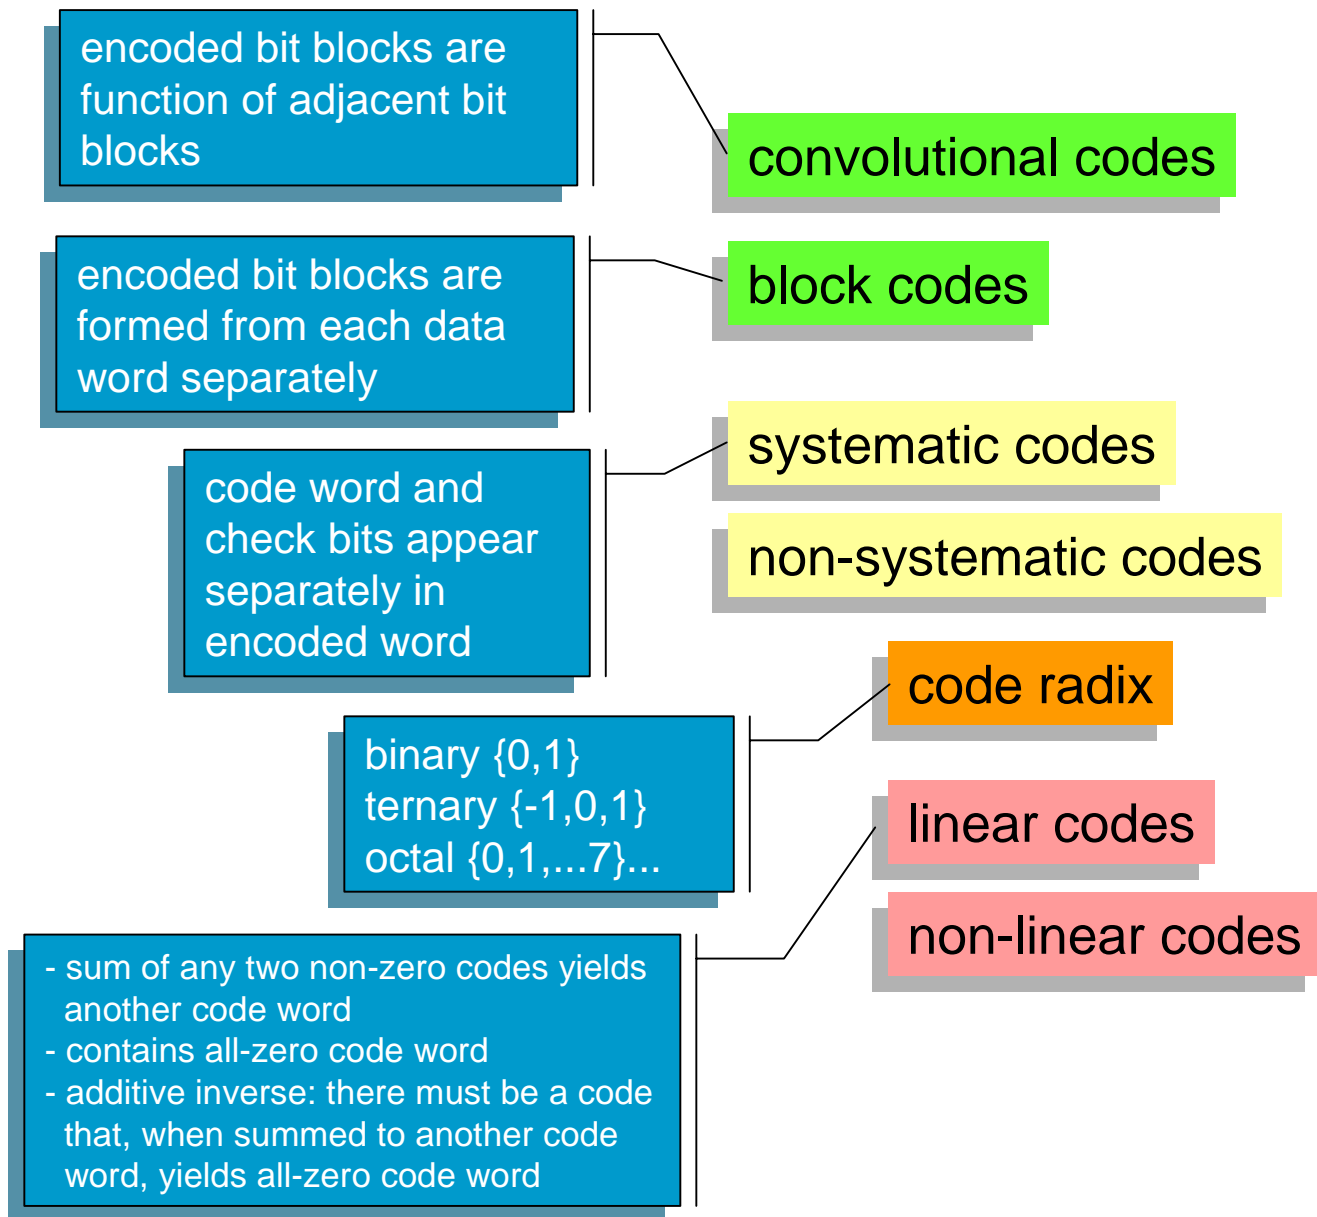 encoded bit blocks are
function of adjacent bit
blocks
convolutional codes
encoded bit blocks are
formed from each data
word separately
block codes
systematic codes
code word and
check bits appear
separately in
encoded word
non-systematic codes
code radix
binary {0,1}
ternary {-1,0,1}
octal {0,1,...7}...
linear codes
non-linear codes
- sum of any two non-zero codes yields
another code word
- contains all-zero code word
- additive inverse: there must be a code
that, when summed to another code
word, yields all-zero code word